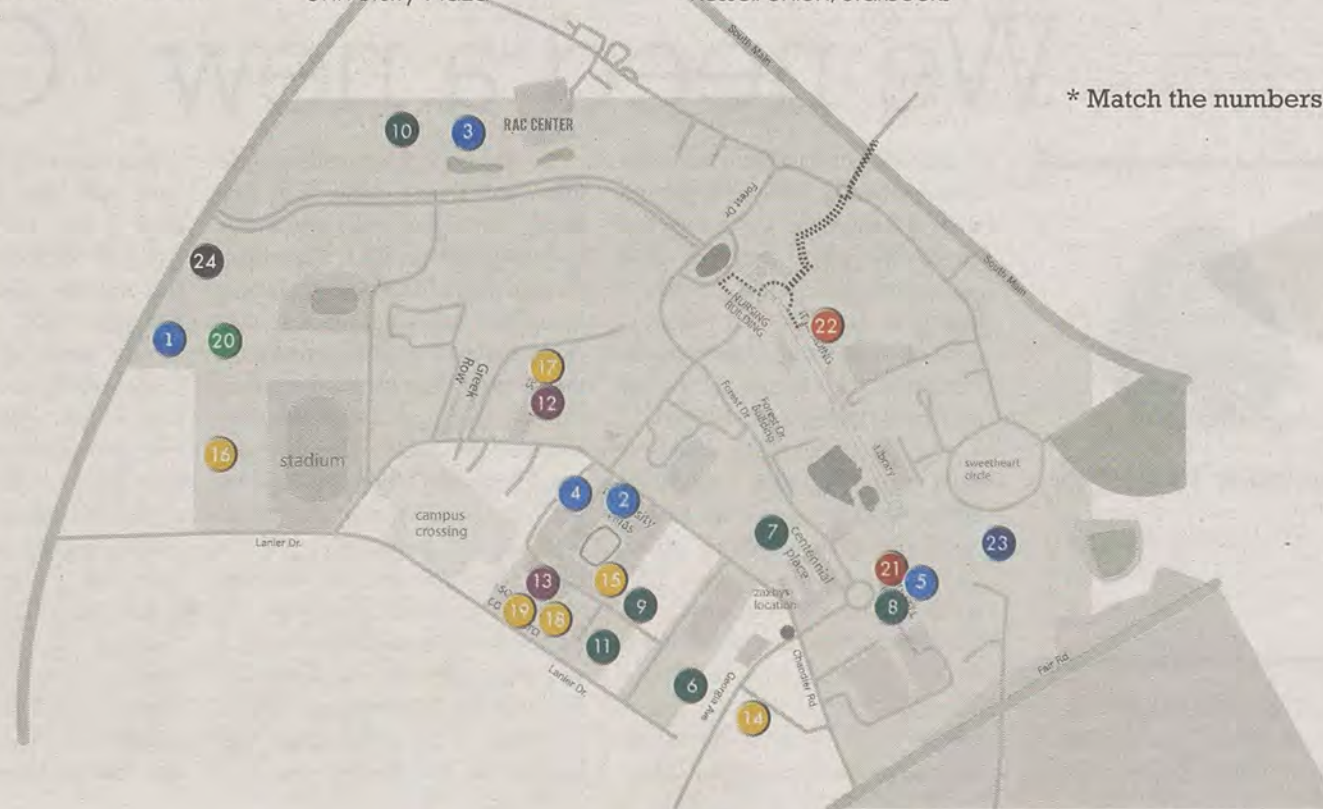 South Main
* Match the numbers
10
3
RAC CENTER
Forest Dr
24
South Main
1
20
NURSING
BUILDING
22
17
Greek
Row
12
Forest Dr
Forest Dr
building
16
stadium
Library
sweetheart
circle
4
2
campus
crossing
7
centennial
place
23
Lanier Dr.
21
5
13
15
zaxbys
location
9
8
19
18
11
Lanier Dr.
Chandler Rd.
Fair Rd
6
Georgia Ave
14